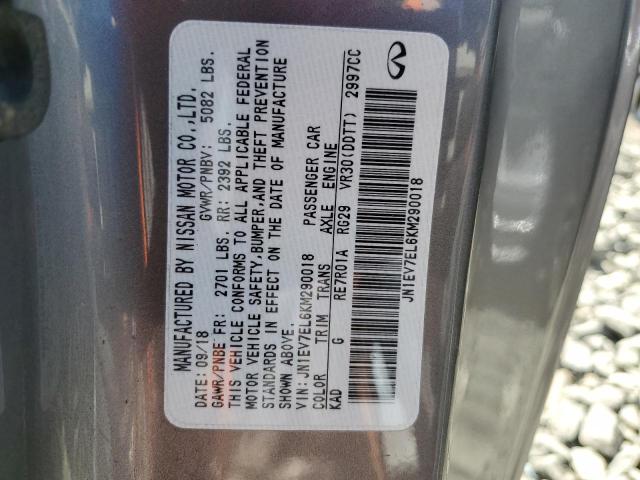 MANUFACTURED BY NISSAN MOTOR CO.,LTD.
DATE: 09/18 GVWR/PNBV: 5082 LBS.
GAWR/PNBE FR: 2701 LBS. RR: 2392 LBS.
THIS VEHICLE CONFORMS TO ALL APPLICABLE FEDERAL
MOTOR VEHICLE SAFETY,BUMPER,AND THEFT PREVENTION
STANDARDS IN EFFECT ON THE DATE OF MANUFACTURE
SHOWN ABOVE.
VIN: JN1EV7EL6KM290018 PASSENGER CAR
COLOR TRIM TRANS AXLE ENGINE
KAD G RE7R01A RG29 VR30(DDTT) 2997CC
JN1EV7EL6KM290018